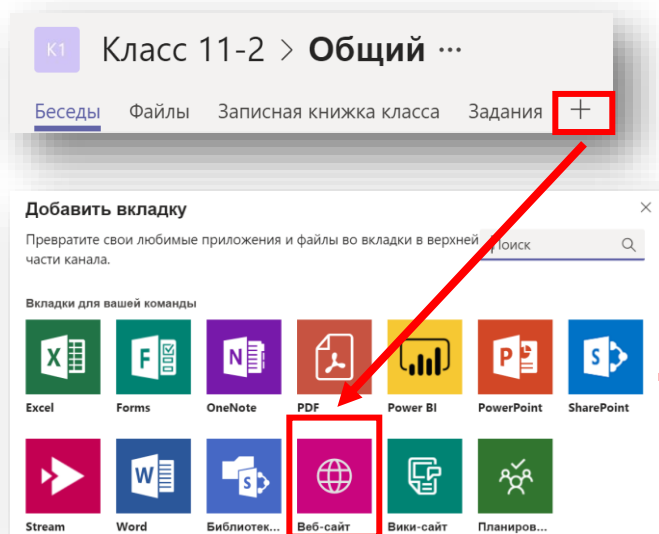 К1 Класс 11-2 > Общий ···
Беседы Файлы Записная книжка класса Задания +
Добавить вкладку ×
Превратите свои любимые приложения и файлы во вкладки в верхней Поиск
части канала.
Вкладки для вашей команды
Excel Forms OneNote PDF Power BI PowerPoint SharePoint
Stream Word Библиотек... Веб-сайт Вики-сайт Планиров...